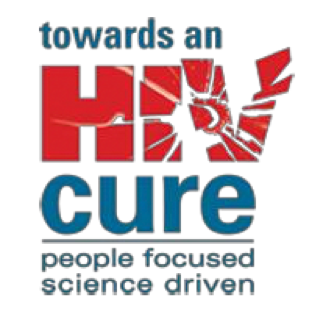 towards an
HIV
cure
people focused
science driven